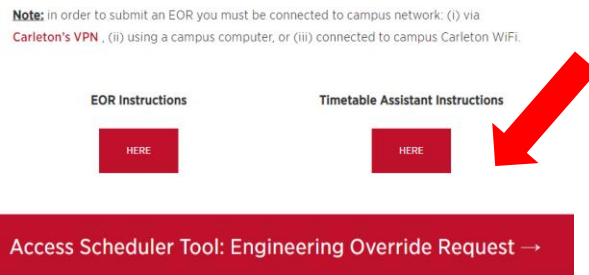 Note: in order to submit an EOR you must be connected to campus network: (i) via
Carleton's VPN , (ii) using a campus computer, or (iii) connected to campus Carleton WiFi.
EOR Instructions
Timetable Assistant Instructions
HERE
HERE
Access Scheduler Tool: Engineering Override Request →